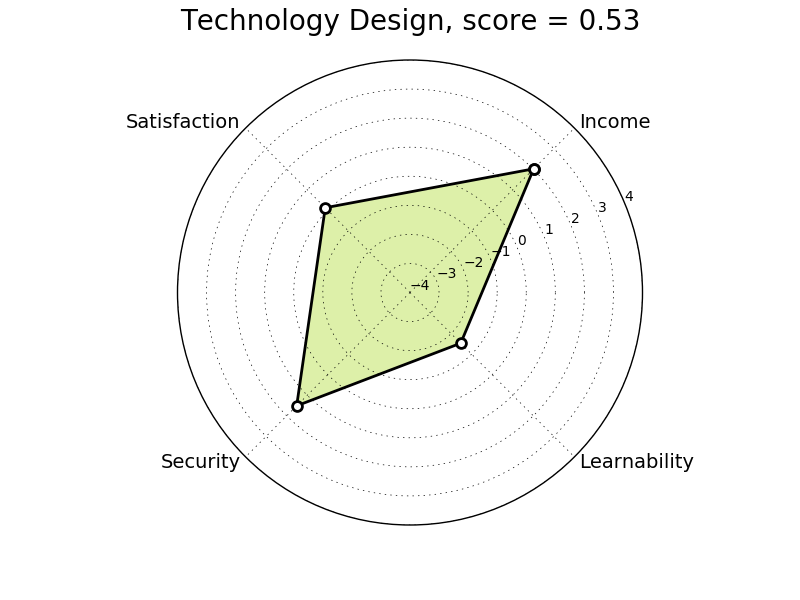 Technology Design, score = 0.53
Satisfaction
Income
4
3
2
1
0
−1
−2
−3
−4
Security
Learnability